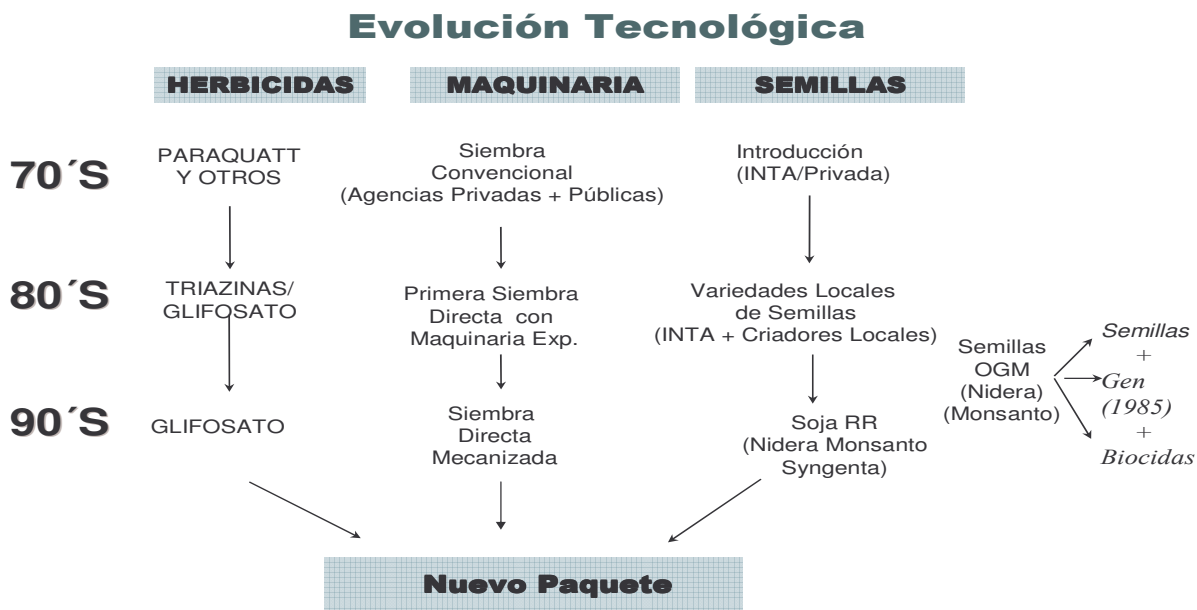 Evolución Tecnológica
HERBICIDAS
MAQUINARIA
SEMILLAS
70´S
PARAQUATT
Y OTROS
Siembra
Convencional
(Agencias Privadas + Públicas)
Introducción
(INTA/Privada)
80´S
TRIAZINAS/
GLIFOSATO
Primera Siembra
Directa con
Maquinaria Exp.
Variedades Locales
de Semillas
(INTA + Criadores Locales)
Semillas
OGM
(Nidera)
(Monsanto)
Semillas
+
Gen
(1985)
+
Biocidas
90´S
GLIFOSATO
Siembra
Directa
Mecanizada
Soja RR
(Nidera Monsanto
Syngenta)
Nuevo Paquete